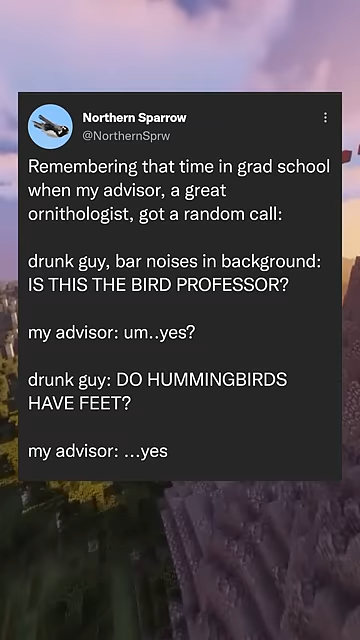 Northern Sparrow
@NorthernSprw
Remembering that time in grad school
when my advisor, a great
ornithologist, got a random call:
drunk guy, bar noises in background:
IS THIS THE BIRD PROFESSOR?
my advisor: um..yes?
drunk guy: DO HUMMINGBIRDS
HAVE FEET?
my advisor: ...yes